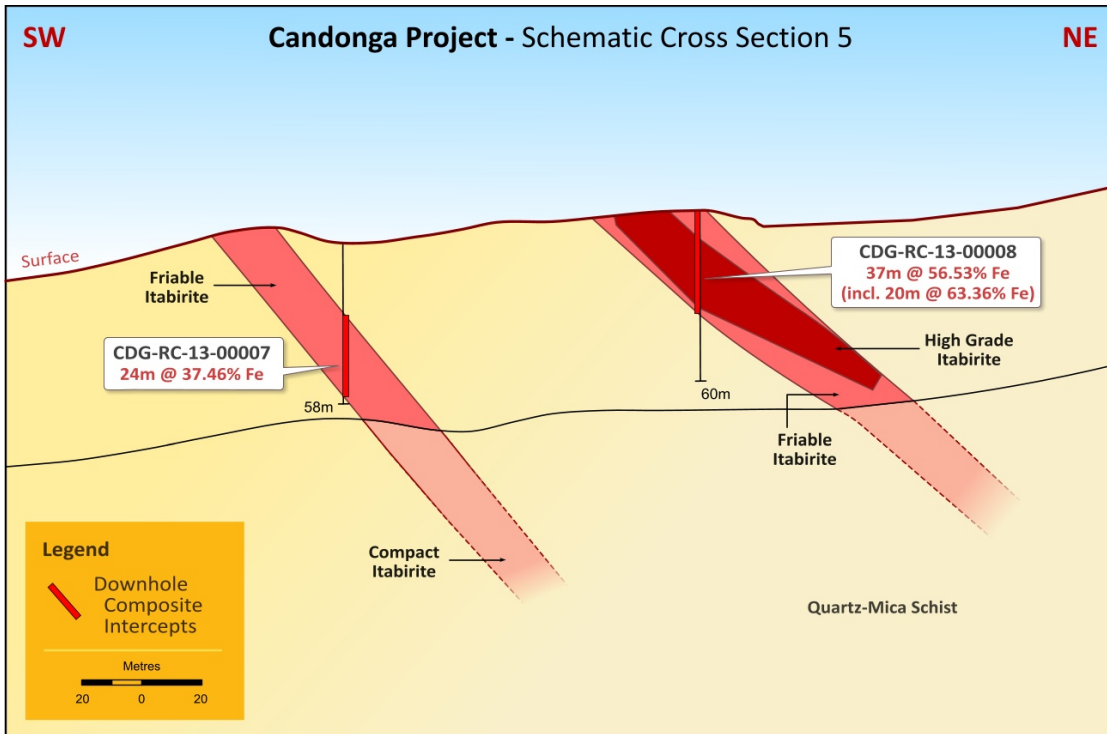 SW
Candonga Project - Schematic Cross Section 5
NE
Surface
Friable
Itabirite
CDG-RC-13-00007
24m @ 37.46% Fe
58m
CDG-RC-13-00008
37m @ 56.53% Fe
(incl. 20m @ 63.36% Fe)
High Grade
Itabirite
60m
Friable
Itabirite
Compact
Itabirite
Quartz-Mica Schist
Legend
Downhole
Composite
Intercepts
Metres
20 0 20